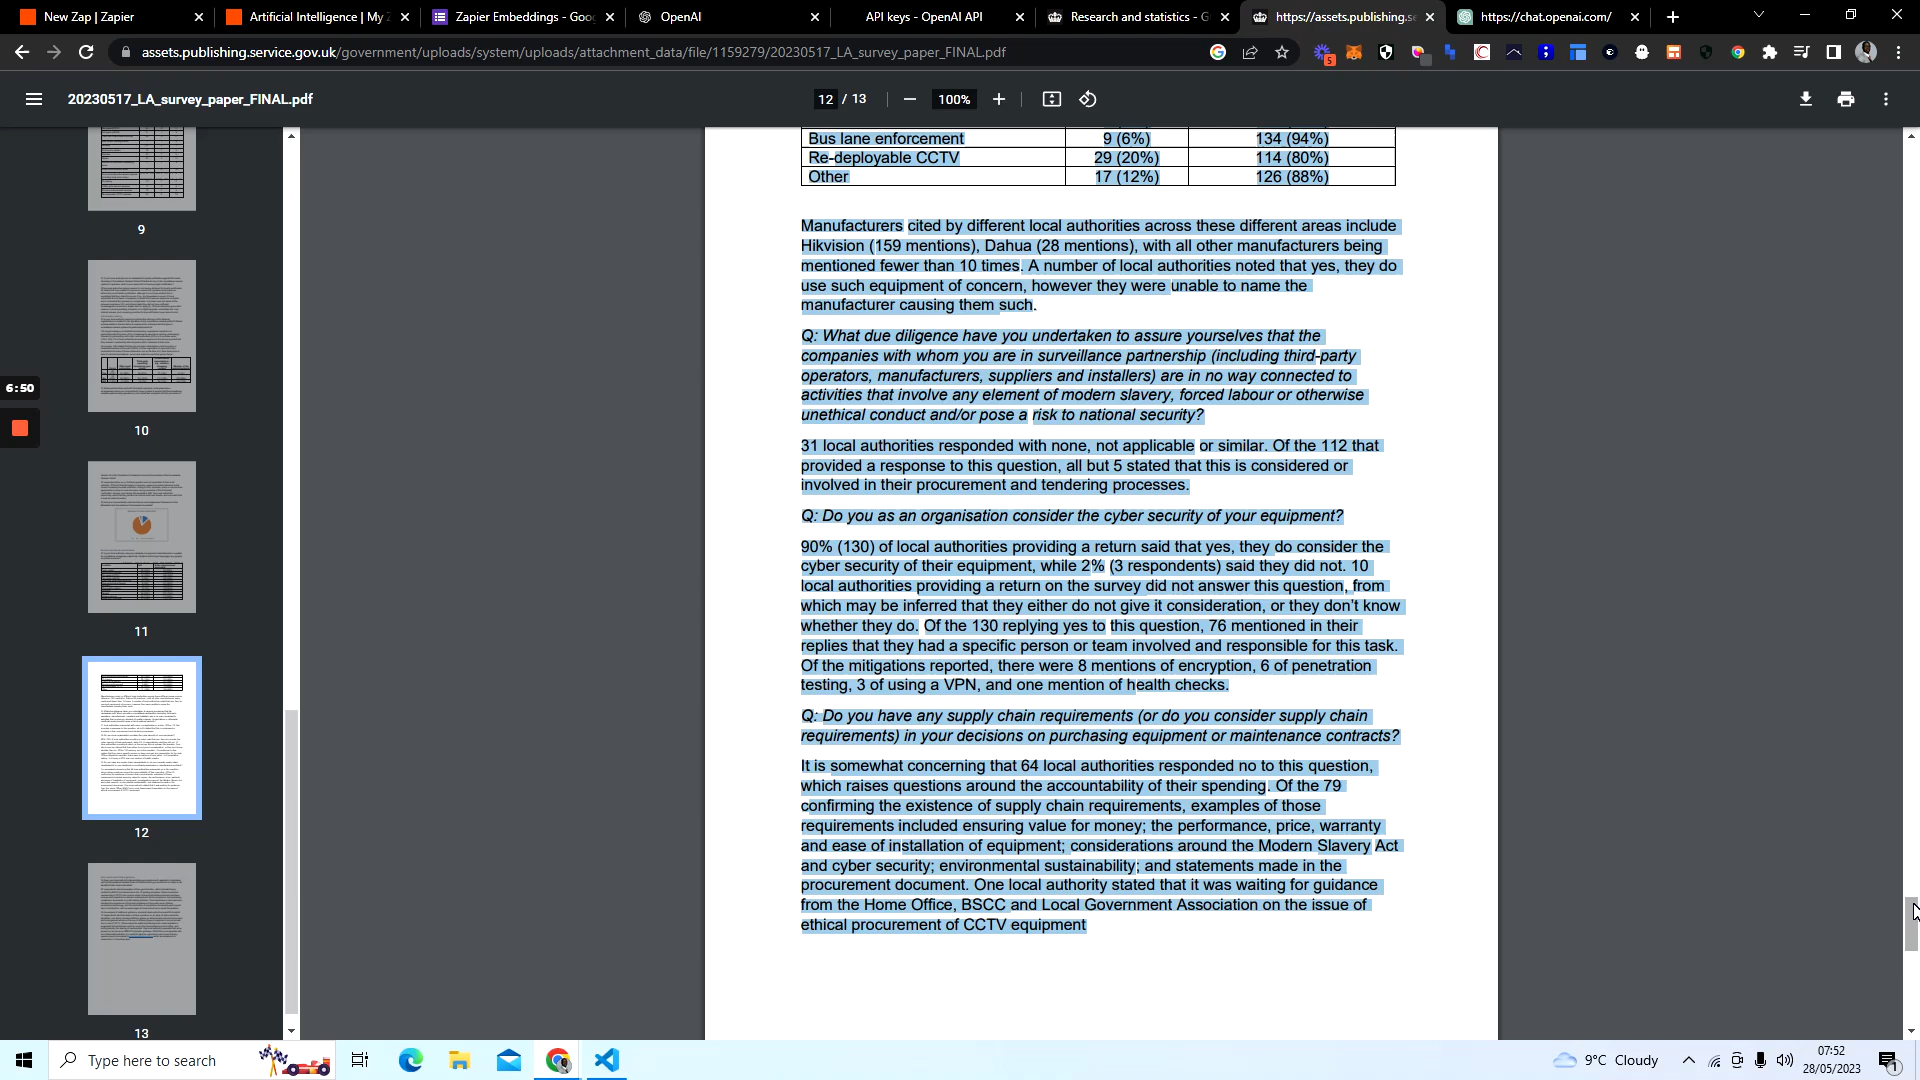 New Zap | Zapier
Artificial Intelligence | My Z
Zapier Embeddings - Goo
OpenAI
API keys - OpenAI API
Research and statistics - G
https://assets.publishing.se
https://chat.openai.com/
assets.publishing.service.gov.uk/government/uploads/system/uploads/attachment_data/file/1159279/20230517_LA_survey_paper_FINAL.pdf
5
20230517_LA_survey_paper_FINAL.pdf
12 / 13
100%
Bus lane enforcement 9 (6%) 134 (94%)
Re-deployable CCTV 29 (20%) 114 (80%)
Other 17 (12%) 126 (88%)
Manufacturers cited by different local authorities across these different areas include
Hikvision (159 mentions), Dahua (28 mentions), with all other manufacturers being
mentioned fewer than 10 times. A number of local authorities noted that yes, they do
use such equipment of concern, however they were unable to name the
manufacturer causing them such.
Q: What due diligence have you undertaken to assure yourselves that the
companies with whom you are in surveillance partnership (including third-party
operators, manufacturers, suppliers and installers) are in no way connected to
activities that involve any element of modern slavery, forced labour or otherwise
unethical conduct and/or pose a risk to national security?
31 local authorities responded with none, not applicable or similar. Of the 112 that
provided a response to this question, all but 5 stated that this is considered or
involved in their procurement and tendering processes.
Q: Do you as an organisation consider the cyber security of your equipment?
90% (130) of local authorities providing a return said that yes, they do consider the
cyber security of their equipment, while 2% (3 respondents) said they did not. 10
local authorities providing a return on the survey did not answer this question, from
which may be inferred that they either do not give it consideration, or they don't know
whether they do. Of the 130 replying yes to this question, 76 mentioned in their
replies that they had a specific person or team involved and responsible for this task.
Of the mitigations reported, there were 8 mentions of encryption, 6 of penetration
testing, 3 of using a VPN, and one mention of health checks.
Q: Do you have any supply chain requirements (or do you consider supply chain
requirements) in your decisions on purchasing equipment or maintenance contracts?
It is somewhat concerning that 64 local authorities responded no to this question,
which raises questions around the accountability of their spending. Of the 79
confirming the existence of supply chain requirements, examples of those
requirements included ensuring value for money; the performance, price, warranty
and ease of installation of equipment; considerations around the Modern Slavery Act
and cyber security; environmental sustainability; and statements made in the
procurement document. One local authority stated that it was waiting for guidance
from the Home Office, BSCC and Local Government Association on the issue of
ethical procurement of CCTV equipment
9
10
11
12
13
6:50
Type here to search
9°C Cloudy
07:52
28/05/2023
1